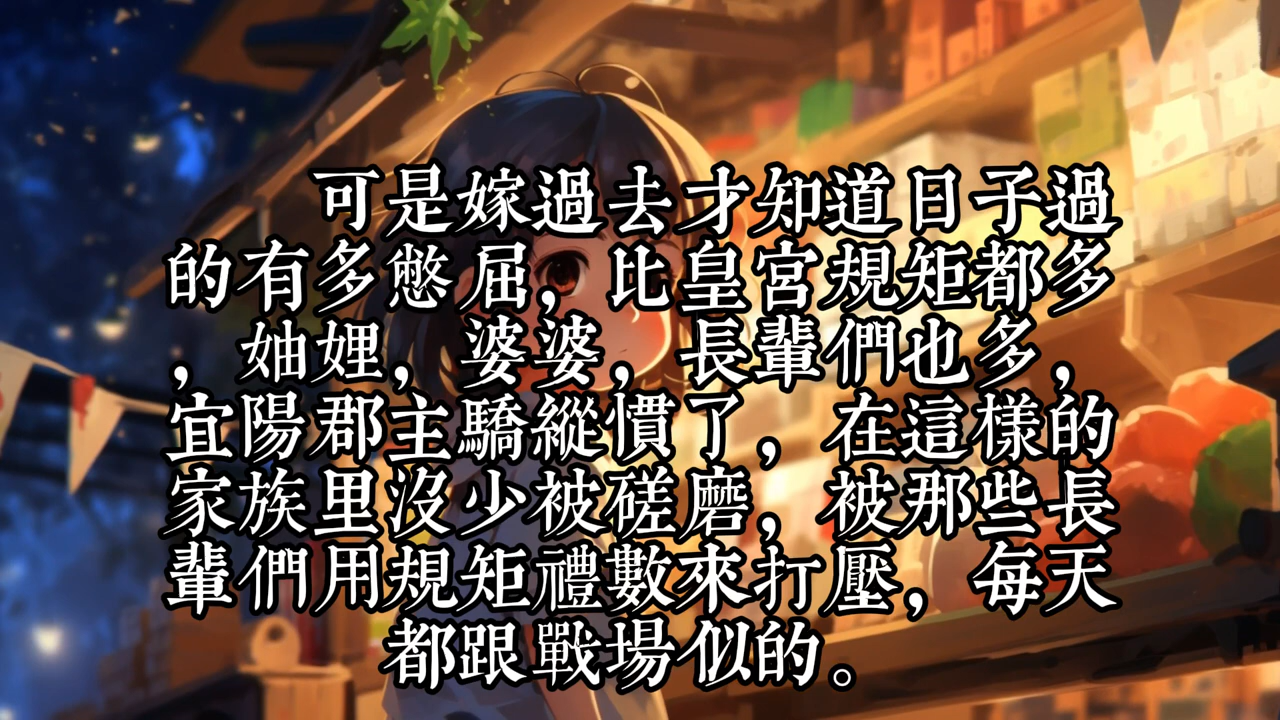 可是嫁過去才知道日子過
的有多憋屈，比皇宮規矩都多
，妯娌，婆婆，長輩們也多，
宜陽郡主驕縱慣了，在這樣的
家族里沒少被磋磨，被那些長
輩們用規矩禮數來打壓，每天
都跟戰場似的。